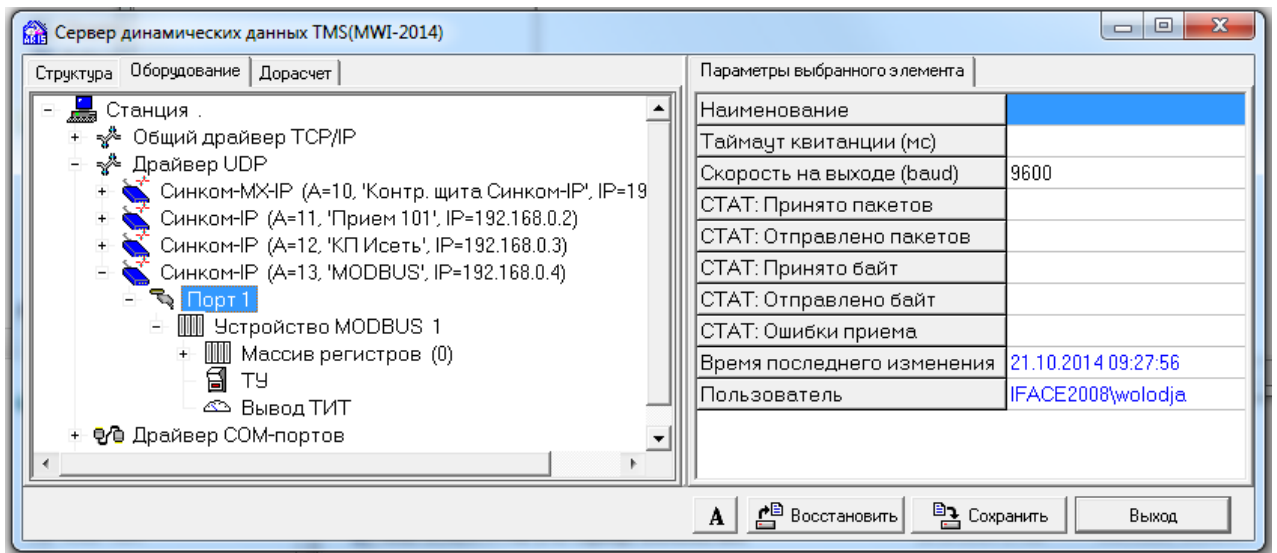 Сервер динамических данных TMS(MWI-2014)
Структура Оборудование Дорасчет
Станция .
Общий драйвер TCP/IP
Драйвер UDP
Синком-MX-IP (A=10, 'Контр. щита Синком-IP', IP=19
Синком-IP (A=11, 'Прием 101', IP=192.168.0.2)
Синком-IP (A=12, 'КП Исеть', IP=192.168.0.3)
Синком-IP (A=13, 'MODBUS', IP=192.168.0.4)
Порт 1
Устройство MODBUS 1
Массив регистров (0)
ТУ
Вывод ТИТ
Драйвер COM-портов
Параметры выбранного элемента
Наименование
Таймаут квитанции (мс)
Скорость на выходе (baud) 9600
СТАТ: Принято пакетов
СТАТ: Отправлено пакетов
СТАТ: Принято байт
СТАТ: Отправлено байт
СТАТ: Ошибки приема
Время последнего изменения 21.10.2014 09:27:56
Пользователь IFACE2008\wolodja
A Восстановить Сохранить Выход